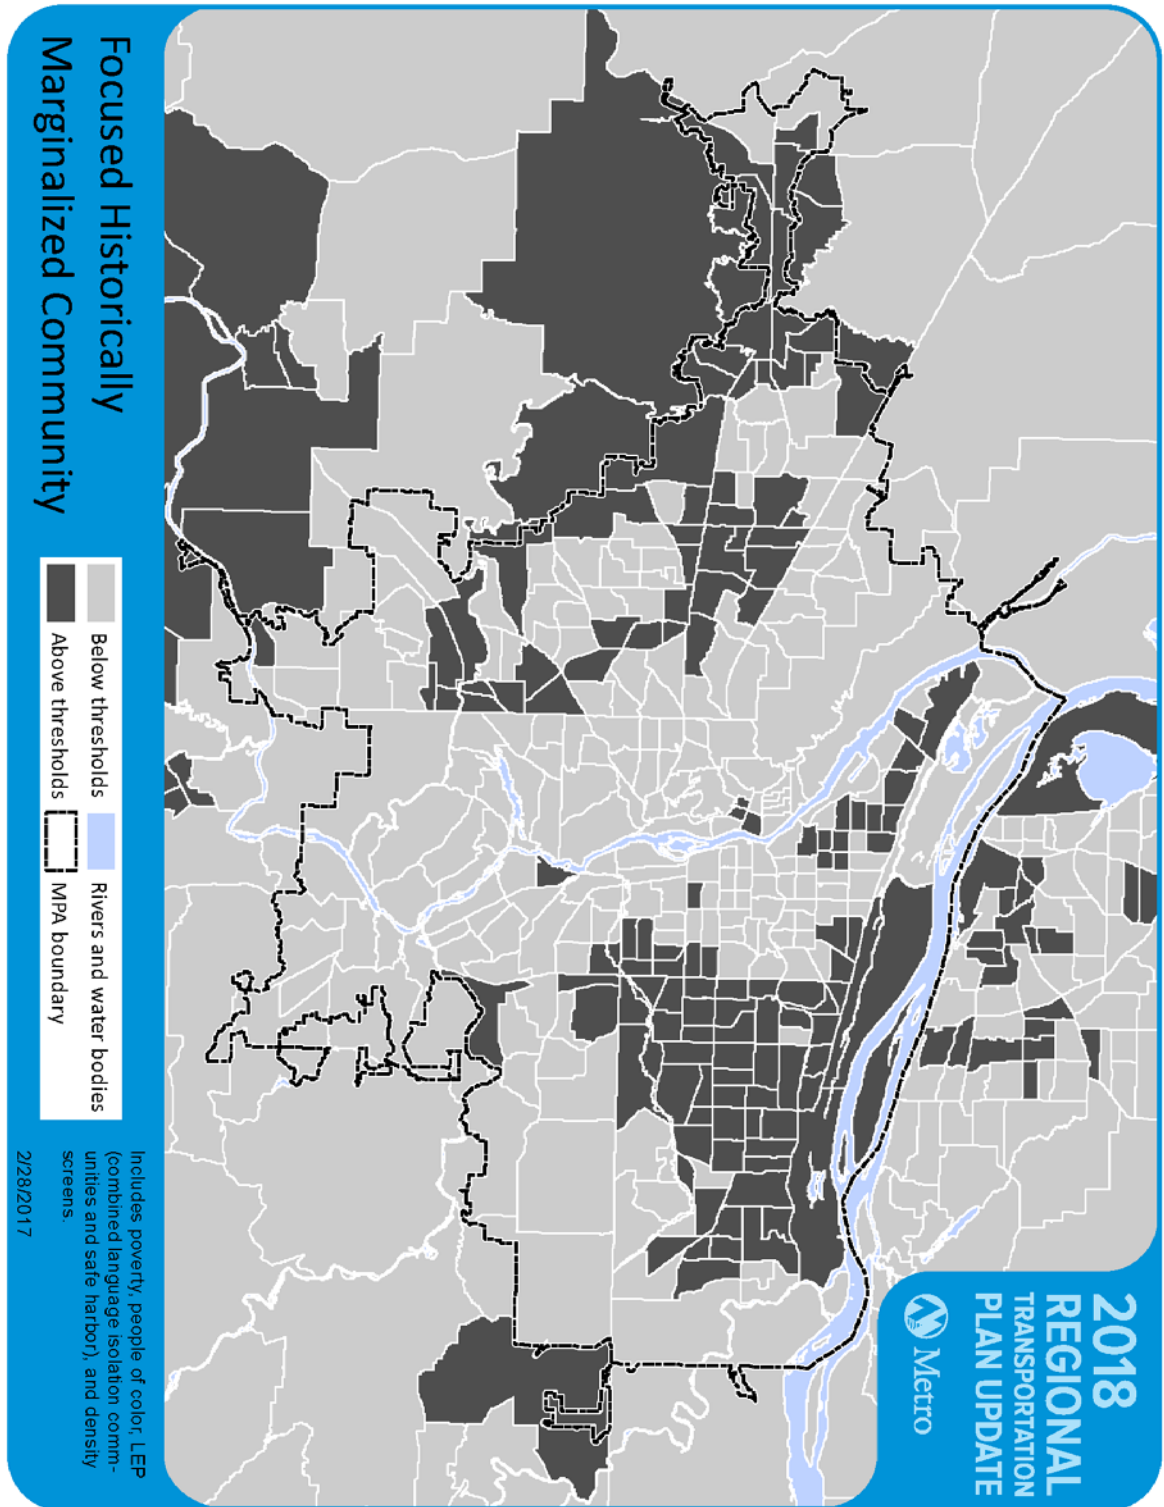 2018
REGIONAL
TRANSPORTATION
PLAN UPDATE
Metro
Focused Historically
Marginalized Community
Below thresholds
Above thresholds
Rivers and water bodies
MPA boundary
Includes poverty, people of color, LEP
(combined language isolation comm-
unities and safe harbor), and density
screens.
2/28/2017